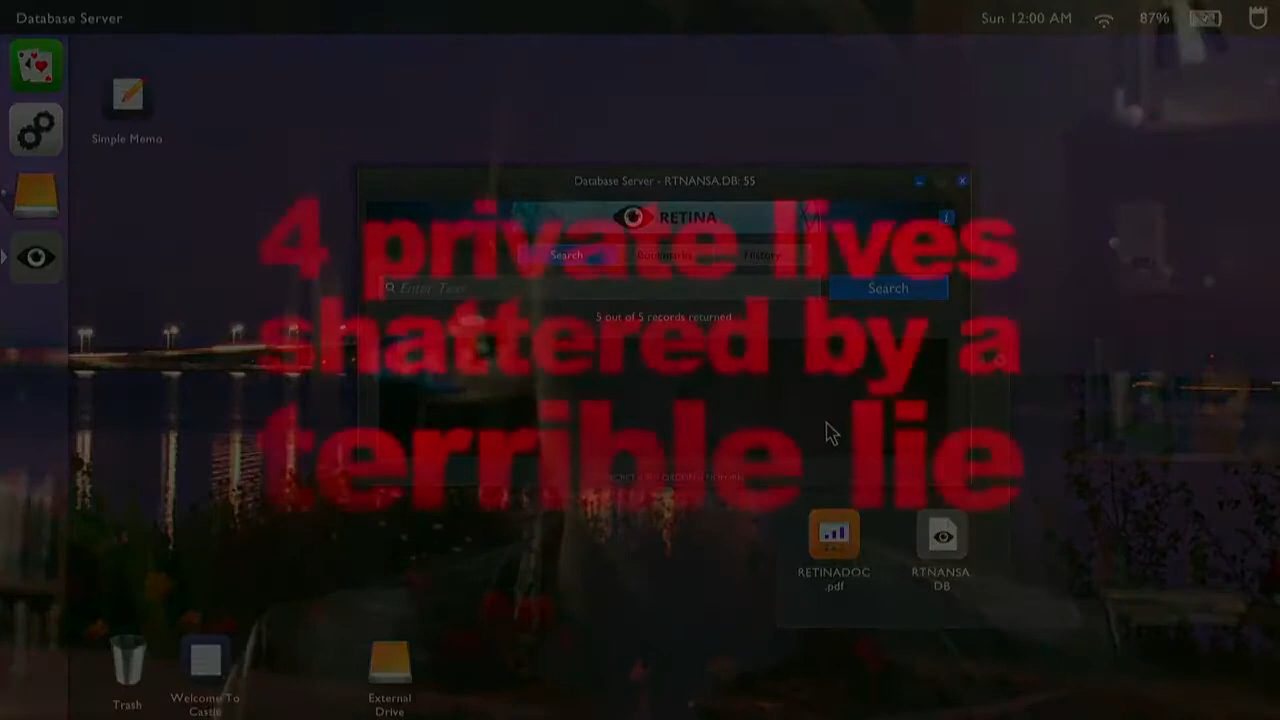 Database Server
Sun 12:00 AM
87%
Simple Memo
Database Server - RTNANSA.DB: 55
RETINA
i
4 private lives
Search
Bookmarks
History
Enter Text
Search
5 out of 5 records returned
shattered by a
terrible lie
RETINADOC
.pdf
RTNANSA
DB
Trash
Welcome To
Castle
External
Drive